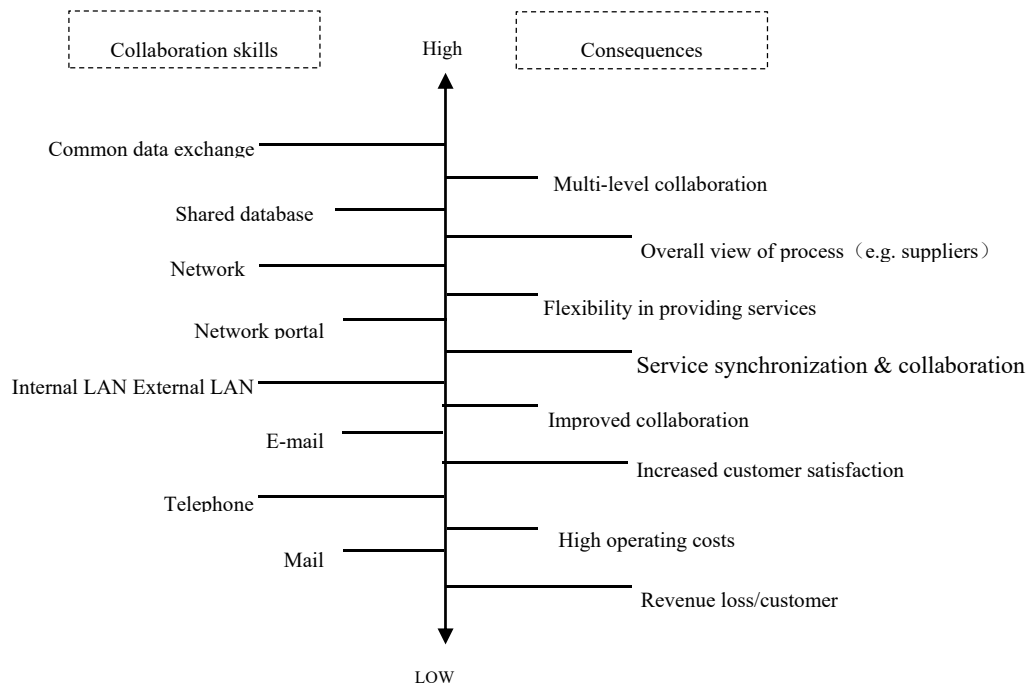 Collaboration skills
High
Consequences
Common data exchange
Multi-level collaboration
Shared database
Overall view of process（e.g. suppliers）
Network
Flexibility in providing services
Network portal
Service synchronization & collaboration
Internal LAN External LAN
Improved collaboration
E-mail
Increased customer satisfaction
Telephone
High operating costs
Mail
Revenue loss/customer
LOW